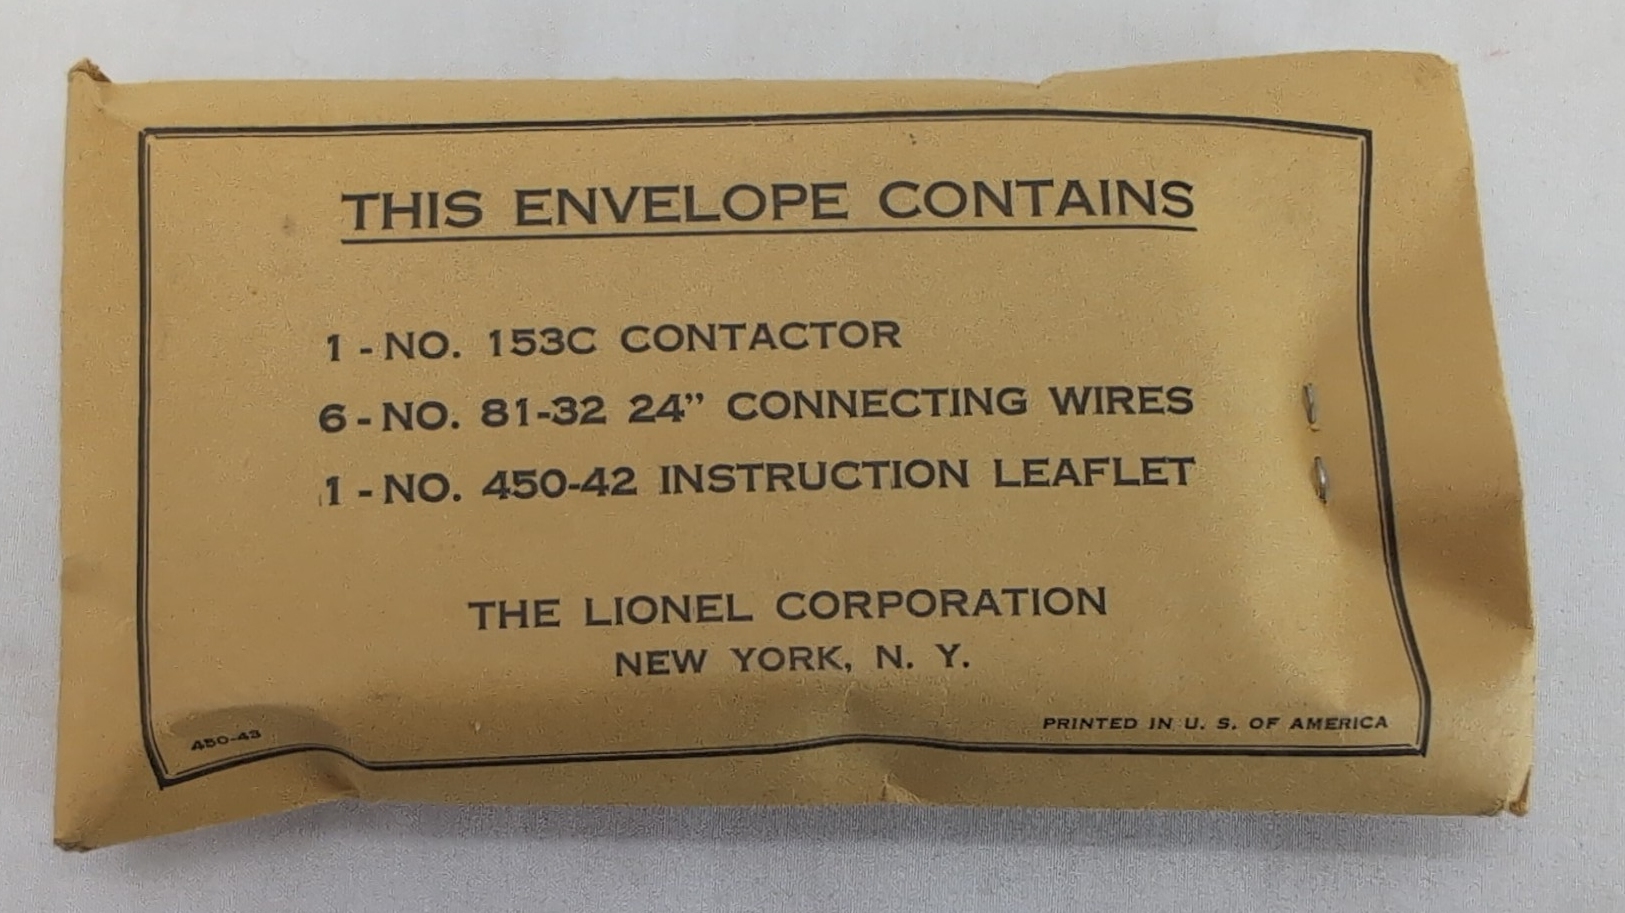 THIS ENVELOPE CONTAINS
1 - NO. 153C CONTACTOR
6 - NO. 81-32 24” CONNECTING WIRES
1 - NO. 450-42 INSTRUCTION LEAFLET
THE LIONEL CORPORATION
NEW YORK, N. Y.
450-43
PRINTED IN U. S. OF AMERICA